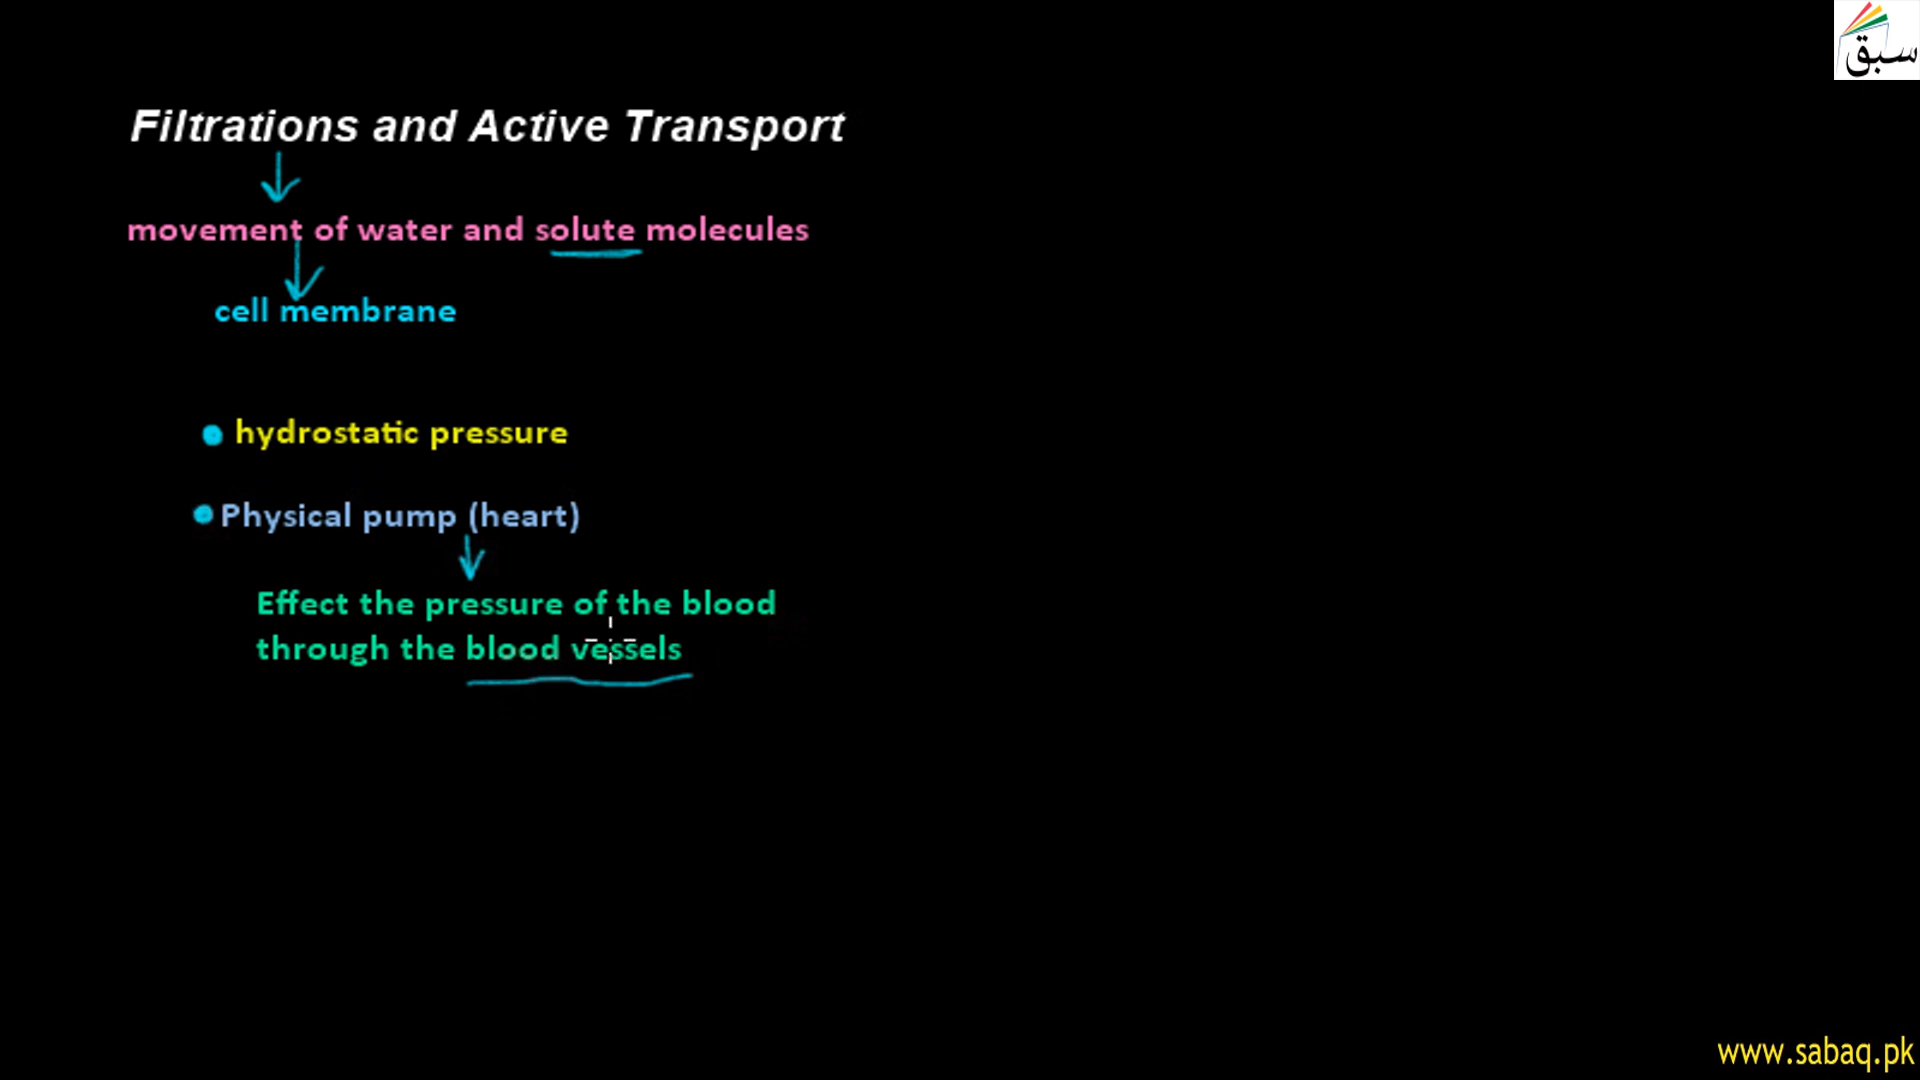 سبق
Filtrations and Active Transport
movement of water and solute molecules
cell membrane
hydrostatic pressure
Physical pump (heart)
Effect the pressure of the blood
through the blood vessels
www.sabaq.pk